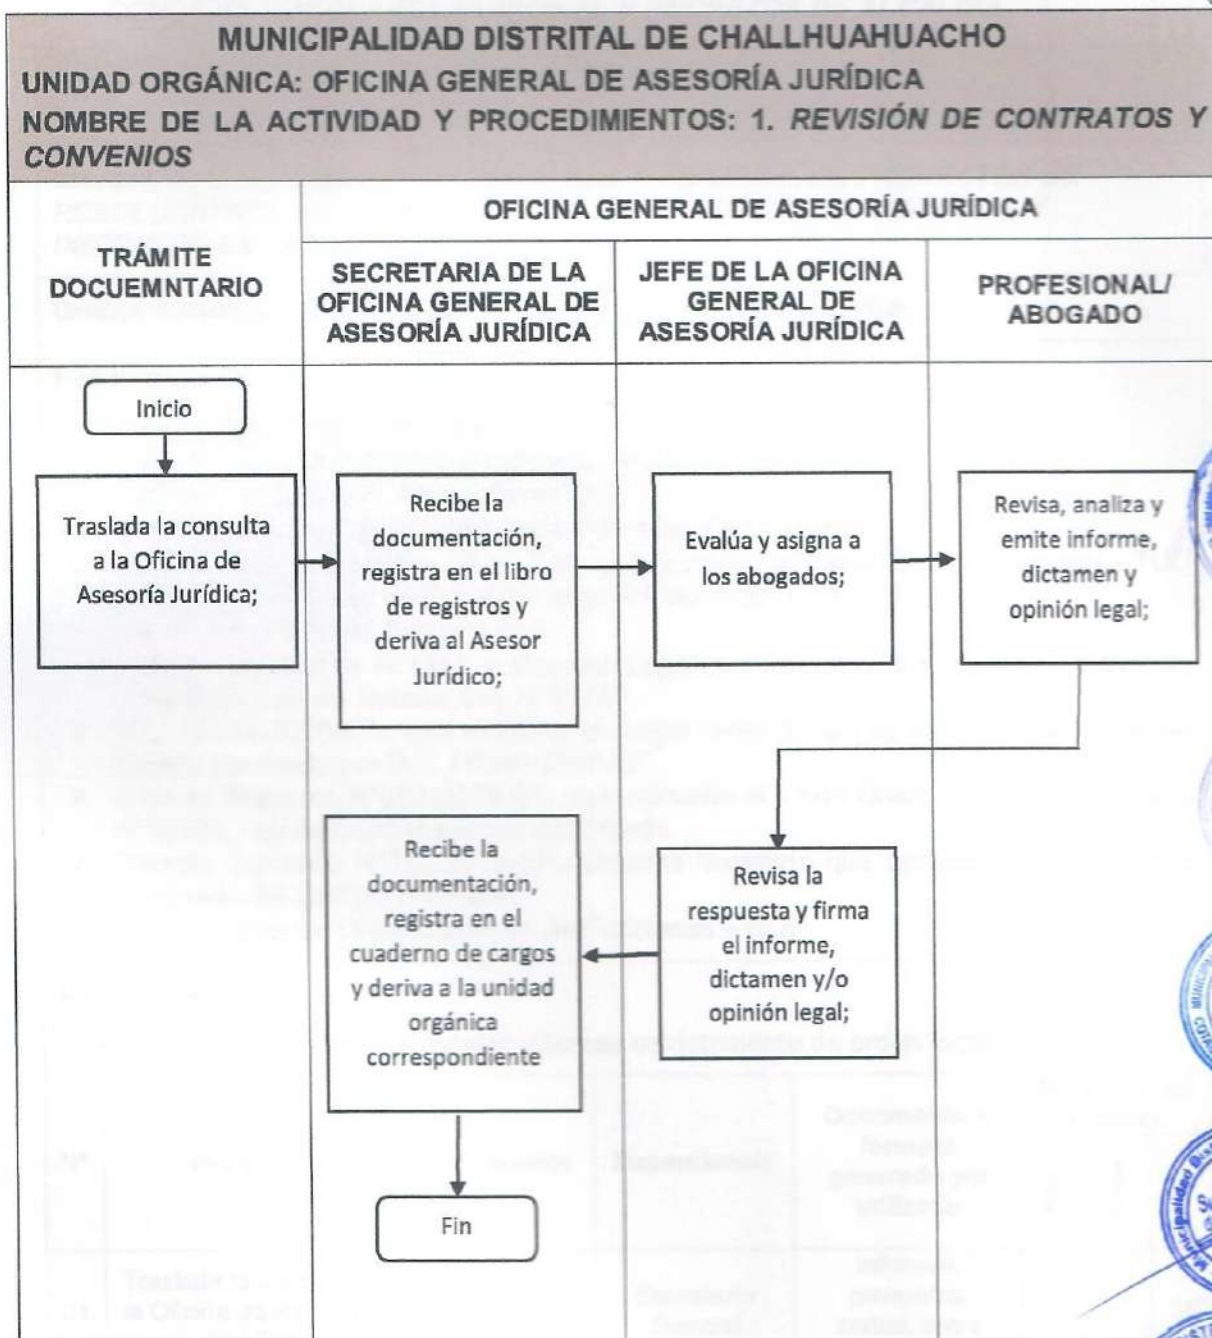 MUNICIPALIDAD DISTRITAL DE CHALLHUAHUACHO
UNIDAD ORGÁNICA: OFICINA GENERAL DE ASESORÍA JURÍDICA
NOMBRE DE LA ACTIVIDAD Y PROCEDIMIENTOS: 1. REVISIÓN DE CONTRATOS Y
CONVENIOS
OFICINA GENERAL DE ASESORÍA JURÍDICA
TRÁMITE
DOCUEMNTARIO
SECRETARIA DE LA
OFICINA GENERAL DE
ASESORÍA JURÍDICA
JEFE DE LA OFICINA
GENERAL DE
ASESORÍA JURÍDICA
PROFESIONAL/
ABOGADO
Inicio
Traslada la consulta
a la Oficina de
Asesoría Jurídica;
Recibe la
documentación,
registra en el libro
de registros y
deriva al Asesor
Jurídico;
Evalúa y asigna a
los abogados;
Revisa, analiza y
emite informe,
dictamen y
opinión legal;
Revisa la
respuesta y firma
el informe,
dictamen y/o
opinión legal;
Recibe la
documentación,
registra en el
cuaderno de cargos
y deriva a la unidad
orgánica
correspondiente
Fin